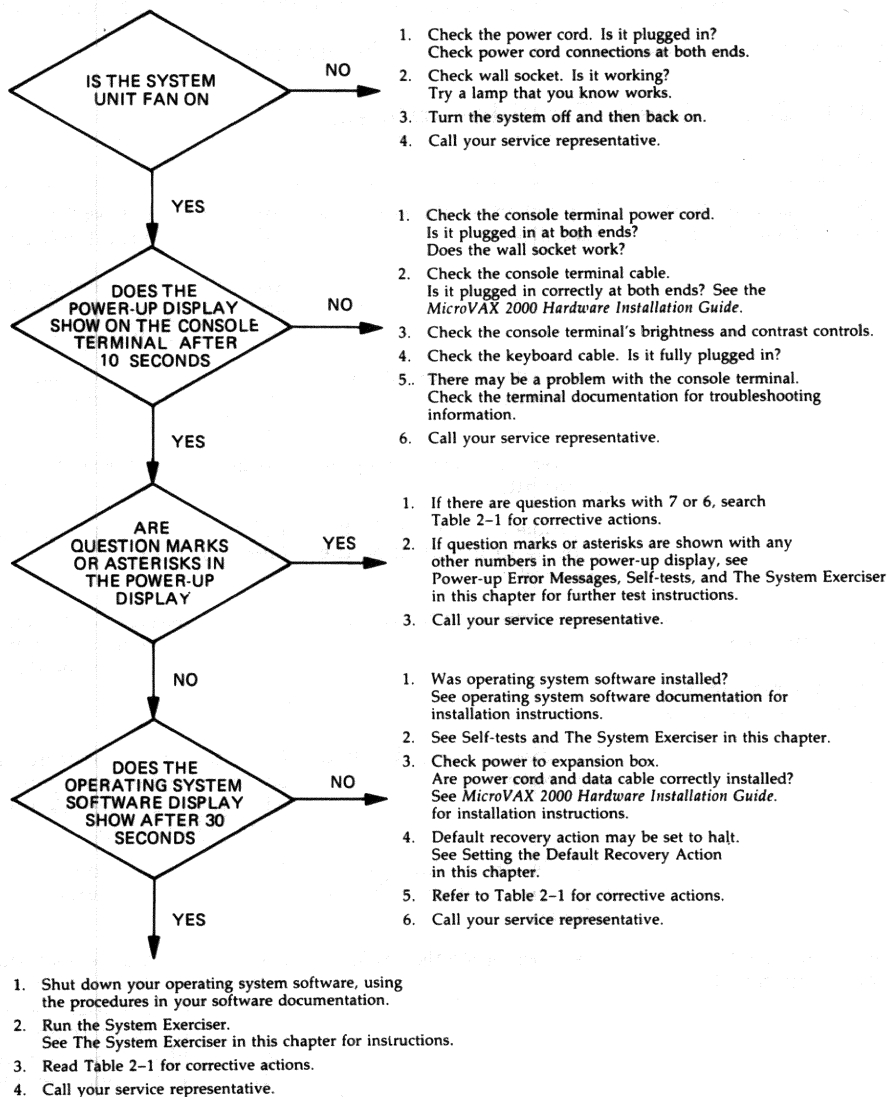 IS THE SYSTEM
UNIT FAN ON
NO
1. Check the power cord. Is it plugged in?
Check power cord connections at both ends.
2. Check wall socket. Is it working?
Try a lamp that you know works.
3. Turn the system off and then back on.
4. Call your service representative.
YES
DOES THE
POWER-UP DISPLAY
SHOW ON THE CONSOLE
TERMINAL AFTER
10 SECONDS
NO
1. Check the console terminal power cord.
Is it plugged in at both ends?
Does the wall socket work?
2. Check the console terminal cable.
Is it plugged in correctly at both ends? See the
MicroVAX 2000 Hardware Installation Guide.
3. Check the console terminal's brightness and contrast controls.
4. Check the keyboard cable. Is it fully plugged in?
5.. There may be a problem with the console terminal.
Check the terminal documentation for troubleshooting
information.
6. Call your service representative.
YES
ARE
QUESTION MARKS
OR ASTERISKS IN
THE POWER-UP
DISPLAY
YES
1. If there are question marks with 7 or 6, search
Table 2–1 for corrective actions.
2. If question marks or asterisks are shown with any
other numbers in the power-up display, see
Power-up Error Messages, Self-tests, and The System Exerciser
in this chapter for further test instructions.
3. Call your service representative.
NO
DOES THE
OPERATING SYSTEM
SOFTWARE DISPLAY
SHOW AFTER 30
SECONDS
NO
1. Was operating system software installed?
See operating system software documentation for
installation instructions.
2. See Self-tests and The System Exerciser in this chapter.
3. Check power to expansion box.
Are power cord and data cable correctly installed?
See MicroVAX 2000 Hardware Installation Guide.
for installation instructions.
4. Default recovery action may be set to halt.
See Setting the Default Recovery Action
in this chapter.
5. Refer to Table 2–1 for corrective actions.
6. Call your service representative.
YES
1. Shut down your operating system software, using
the procedures in your software documentation.
2. Run the System Exerciser.
See The System Exerciser in this chapter for instructions.
3. Read Table 2–1 for corrective actions.
4. Call your service representative.